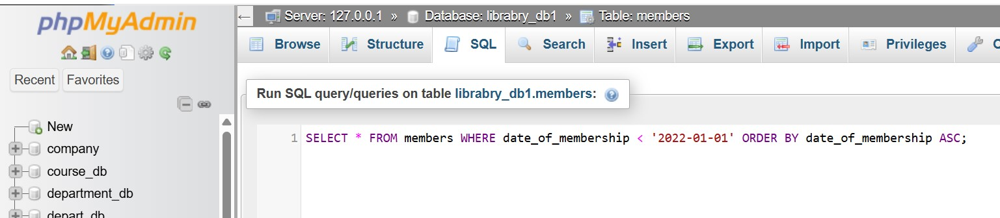 phpMyAdmin
Recent Favorites
New
company
course_db
department_db
depart_db
← Server: 127.0.0.1 » Database: librabry_db1 » Table: members
Browse Structure SQL Search Insert Export Import Privileges
Run SQL query/queries on table librabry_db1.members:
1 SELECT * FROM members WHERE date_of_membership < '2022-01-01' ORDER BY date_of_membership ASC;